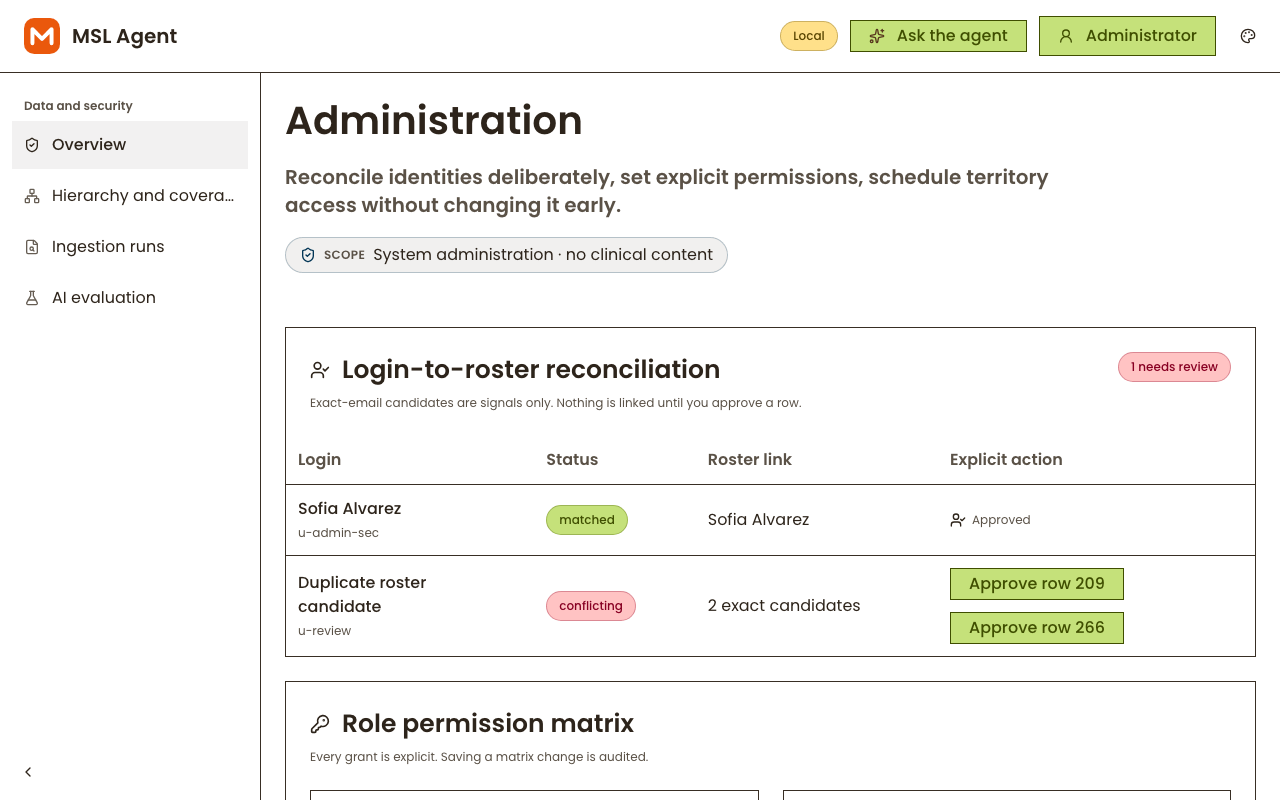 MSL Agent
Local
Ask the agent
Administrator
Data and security
Overview
Hierarchy and covera...
Ingestion runs
AI evaluation
Administration
Reconcile identities deliberately, set explicit permissions, schedule territory
access without changing it early.
SCOPE System administration · no clinical content
Login-to-roster reconciliation
1 needs review
Exact-email candidates are signals only. Nothing is linked until you approve a row.
Login Status Roster link Explicit action
Sofia Alvarez
u-admin-sec
matched
Sofia Alvarez
Approved
Duplicate roster
candidate
u-review
conflicting
2 exact candidates
Approve row 209
Approve row 266
Role permission matrix
Every grant is explicit. Saving a matrix change is audited.